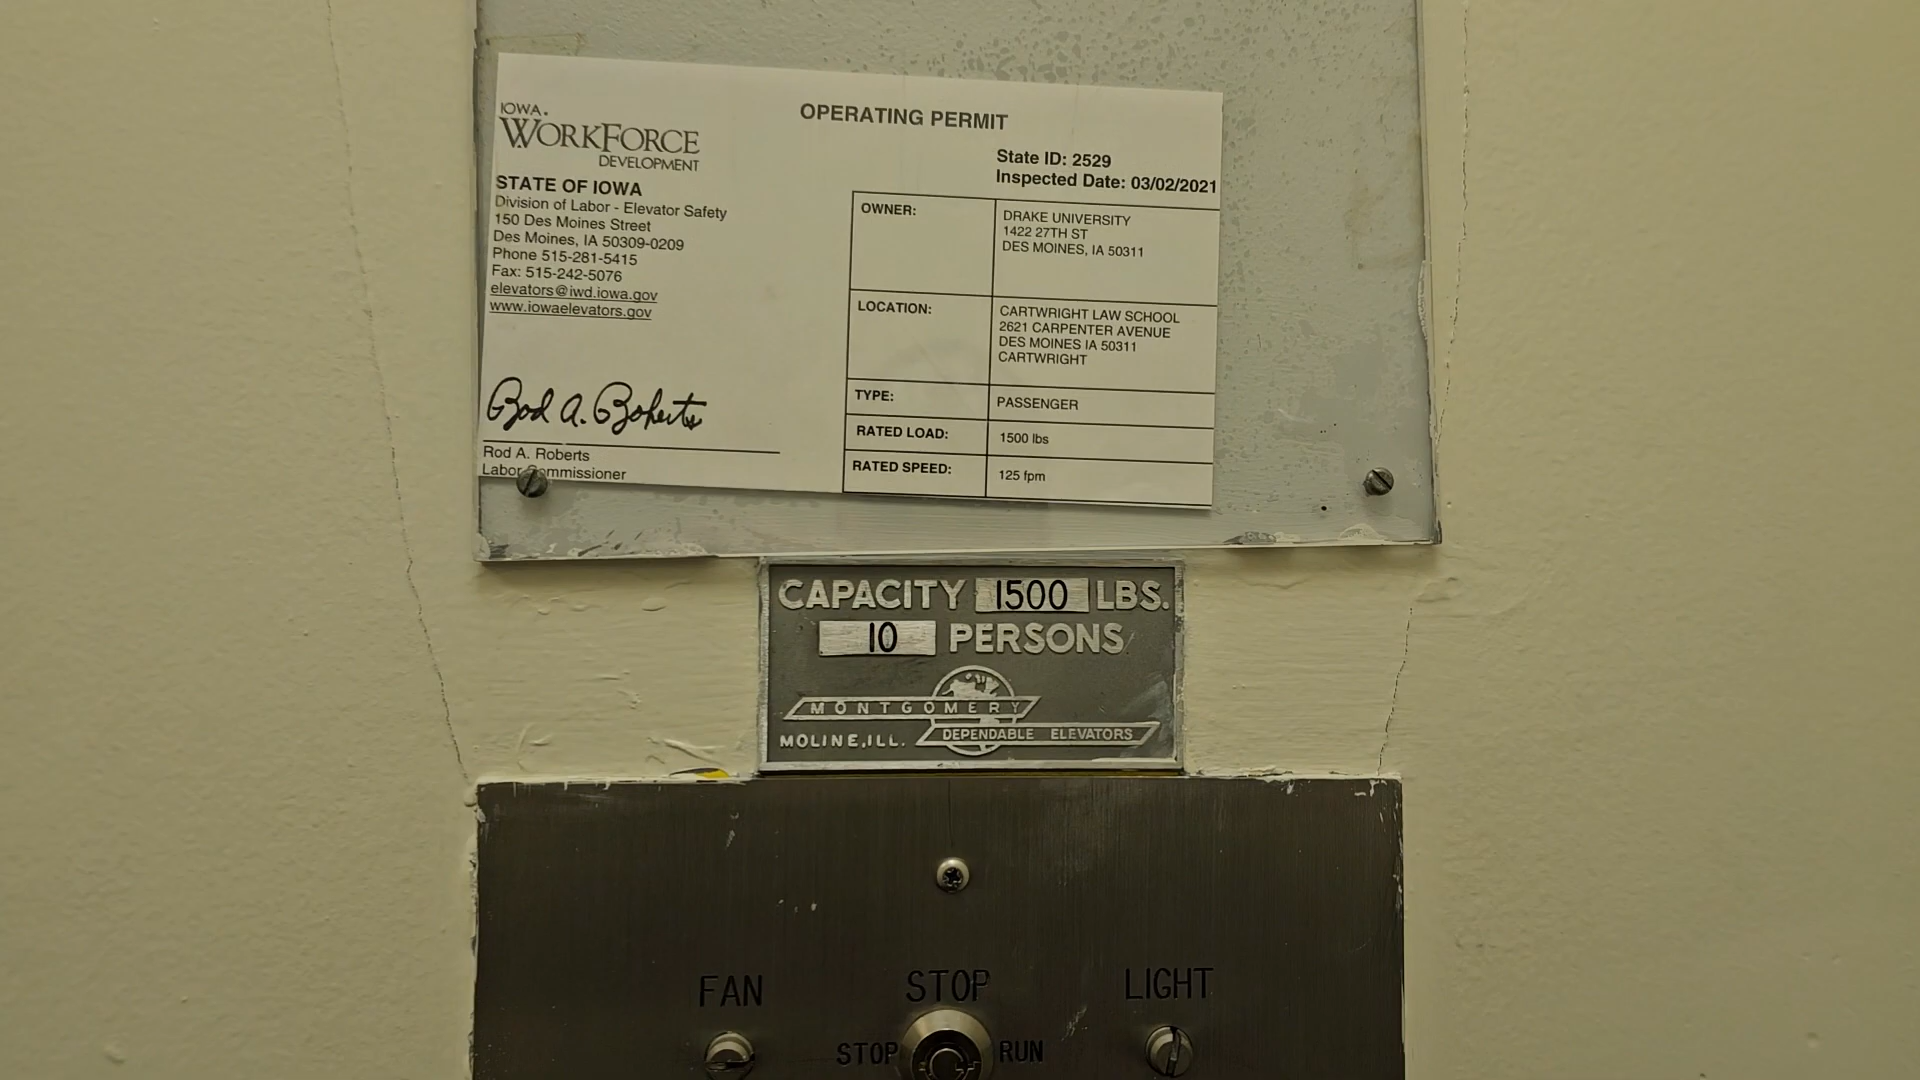 IOWA
WORKFORCE
DEVELOPMENT
STATE OF IOWA
Division of Labor - Elevator Safety
150 Des Moines Street
Des Moines, IA 50309-0209
Phone 515-281-5415
Fax: 515-242-5076
elevators@iwd.iowa.gov
www.iowaelevators.gov
Rod A. Roberts
Rod A. Roberts
Labor Commissioner
OPERATING PERMIT
State ID: 2529
Inspected Date: 03/02/2021
OWNER:
DRAKE UNIVERSITY
1422 27TH ST
DES MOINES, IA 50311
LOCATION:
CARTWRIGHT LAW SCHOOL
2621 CARPENTER AVENUE
DES MOINES IA 50311
CARTWRIGHT
TYPE: PASSENGER
RATED LOAD: 1500 lbs
RATED SPEED: 125 fpm
CAPACITY 1500 LBS.
10 PERSONS
MONTGOMERY
MOLINE, ILL. DEPENDABLE ELEVATORS
FAN STOP LIGHT
STOP RUN